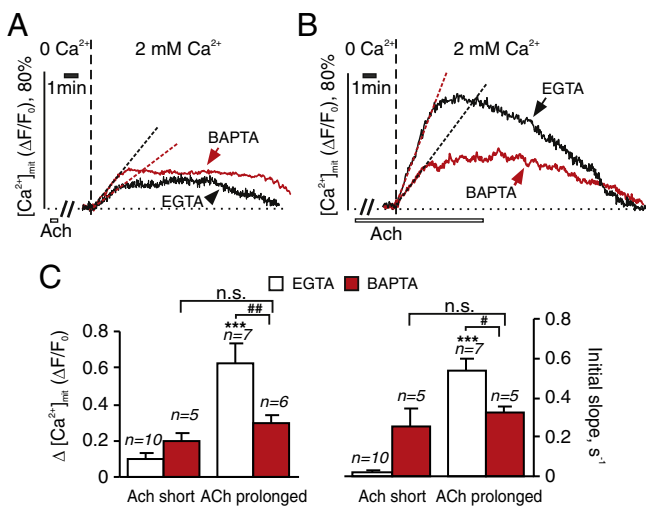 A
0 Ca²⁺
2 mM Ca²⁺
1min
[Ca²⁺]mit (ΔF/F₀), 80%
BAPTA
EGTA
Ach
B
0 Ca²⁺
2 mM Ca²⁺
1min
[Ca²⁺]mit (ΔF/F₀), 80%
EGTA
BAPTA
Ach
C
EGTA
BAPTA
n.s.
##
***
n=7
n=10
n=5
n=6
0.8
0.6
0.4
0.2
0
Δ [Ca²⁺]mit (ΔF/F₀)
Ach short
ACh prolonged
n.s.
#
***
n=7
n=10
n=5
n=5
0.8
0.6
0.4
0.2
0
Initial slope, s⁻¹
Ach short
ACh prolonged